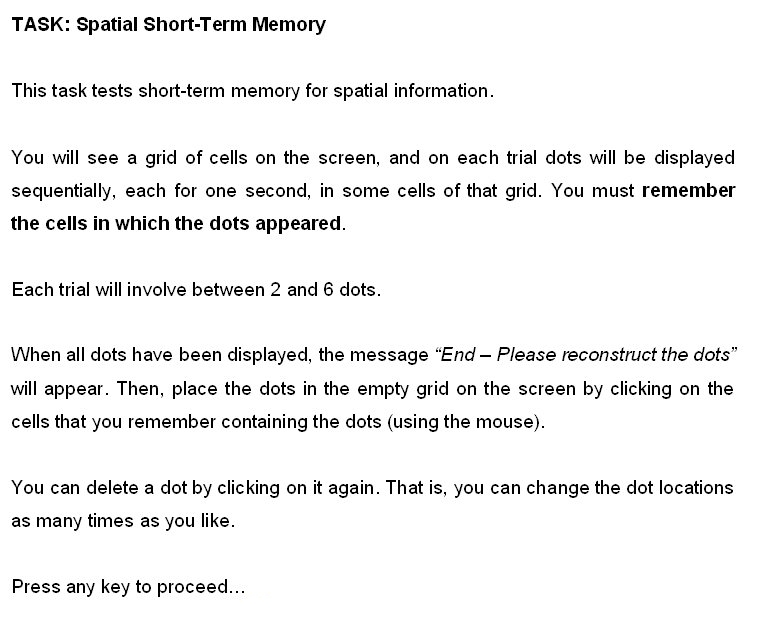 TASK: Spatial Short-Term Memory
This task tests short-term memory for spatial information.
You will see a grid of cells on the screen, and on each trial dots will be displayed
sequentially, each for one second, in some cells of that grid. You must remember
the cells in which the dots appeared.
Each trial will involve between 2 and 6 dots.
When all dots have been displayed, the message “End – Please reconstruct the dots”
will appear. Then, place the dots in the empty grid on the screen by clicking on the
cells that you remember containing the dots (using the mouse).
You can delete a dot by clicking on it again. That is, you can change the dot locations
as many times as you like.
Press any key to proceed...